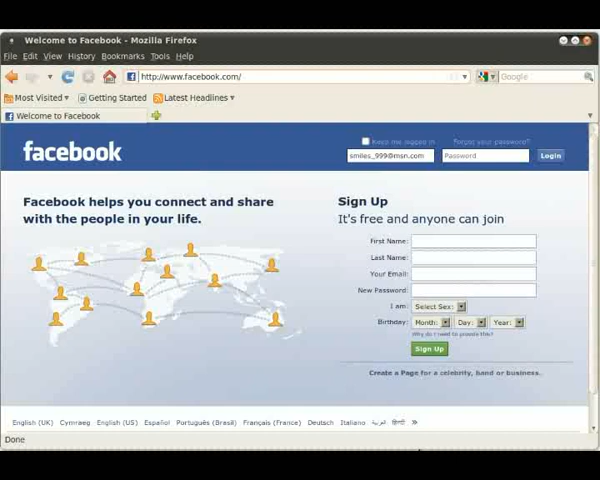 Welcome to Facebook - Mozilla Firefox
File Edit View History Bookmarks Tools Help
http://www.facebook.com/
Google
Most Visited Getting Started Latest Headlines
Welcome to Facebook
Keep me logged in Forgot your password?
facebook
smiles_999@msn.com Password Login
Facebook helps you connect and share
with the people in your life.
Sign Up
It's free and anyone can join
First Name:
Last Name:
Your Email:
New Password:
I am: Select Sex:
Birthday: Month: Day: Year:
Why do I need to provide this?
Sign Up
Create a Page for a celebrity, band or business.
English (UK) Cymraeg English (US) Español Português (Brasil) Français (France) Deutsch Italiano العربية हिन्दी »
Done